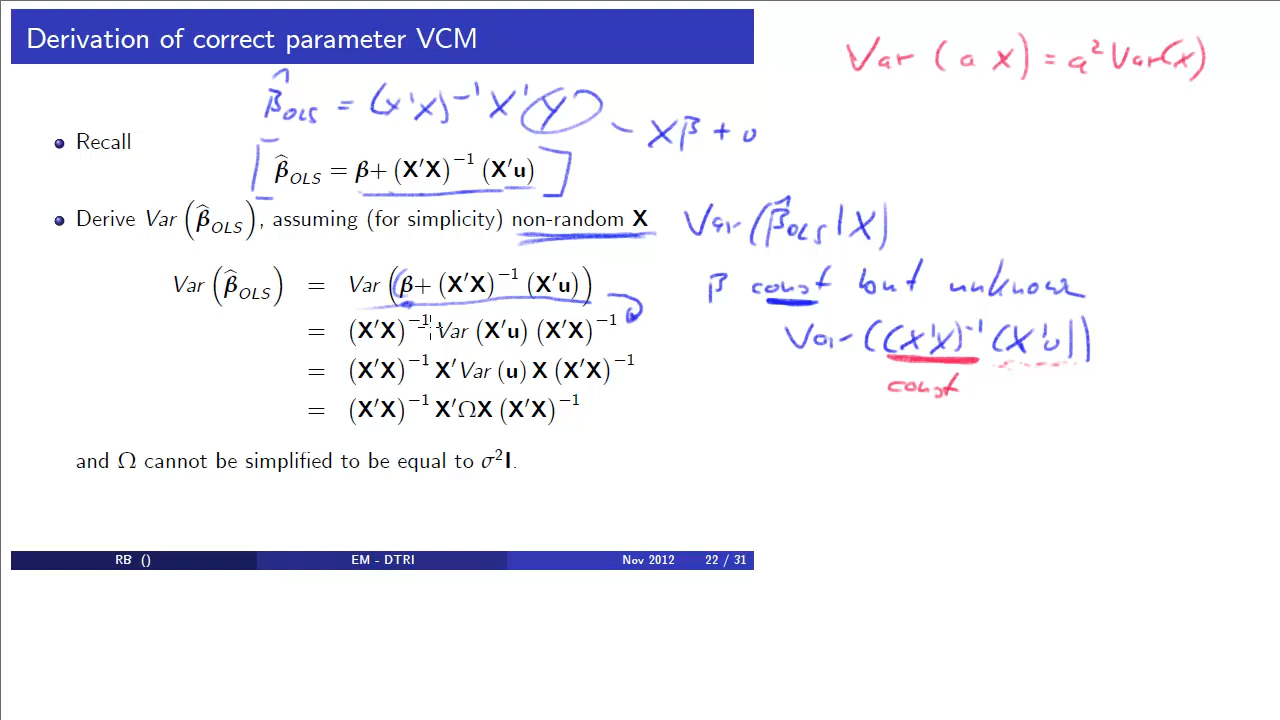 Derivation of correct parameter VCM
Var (a X) = a² Var(X)
β̂OLS = (X'X)⁻¹ X' (Y) – Xβ + u
• Recall
[ β̂OLS = β+ (X′X)⁻¹ (X′u) ]
• Derive Var(β̂OLS), assuming (for simplicity) non-random X
Var(β̂OLS | X)
Var(β̂OLS) = Var(β+ (X′X)⁻¹ (X′u))
β const but unknown
= (X′X)⁻¹ Var (X′u) (X′X)⁻¹
Var ((X'X)⁻¹ (X'u))
= (X′X)⁻¹ X′Var (u) X (X′X)⁻¹
const
= (X′X)⁻¹ X′ΩX (X′X)⁻¹
and Ω cannot be simplified to be equal to σ²I.
RB () EM - DTRI Nov 2012 22 / 31